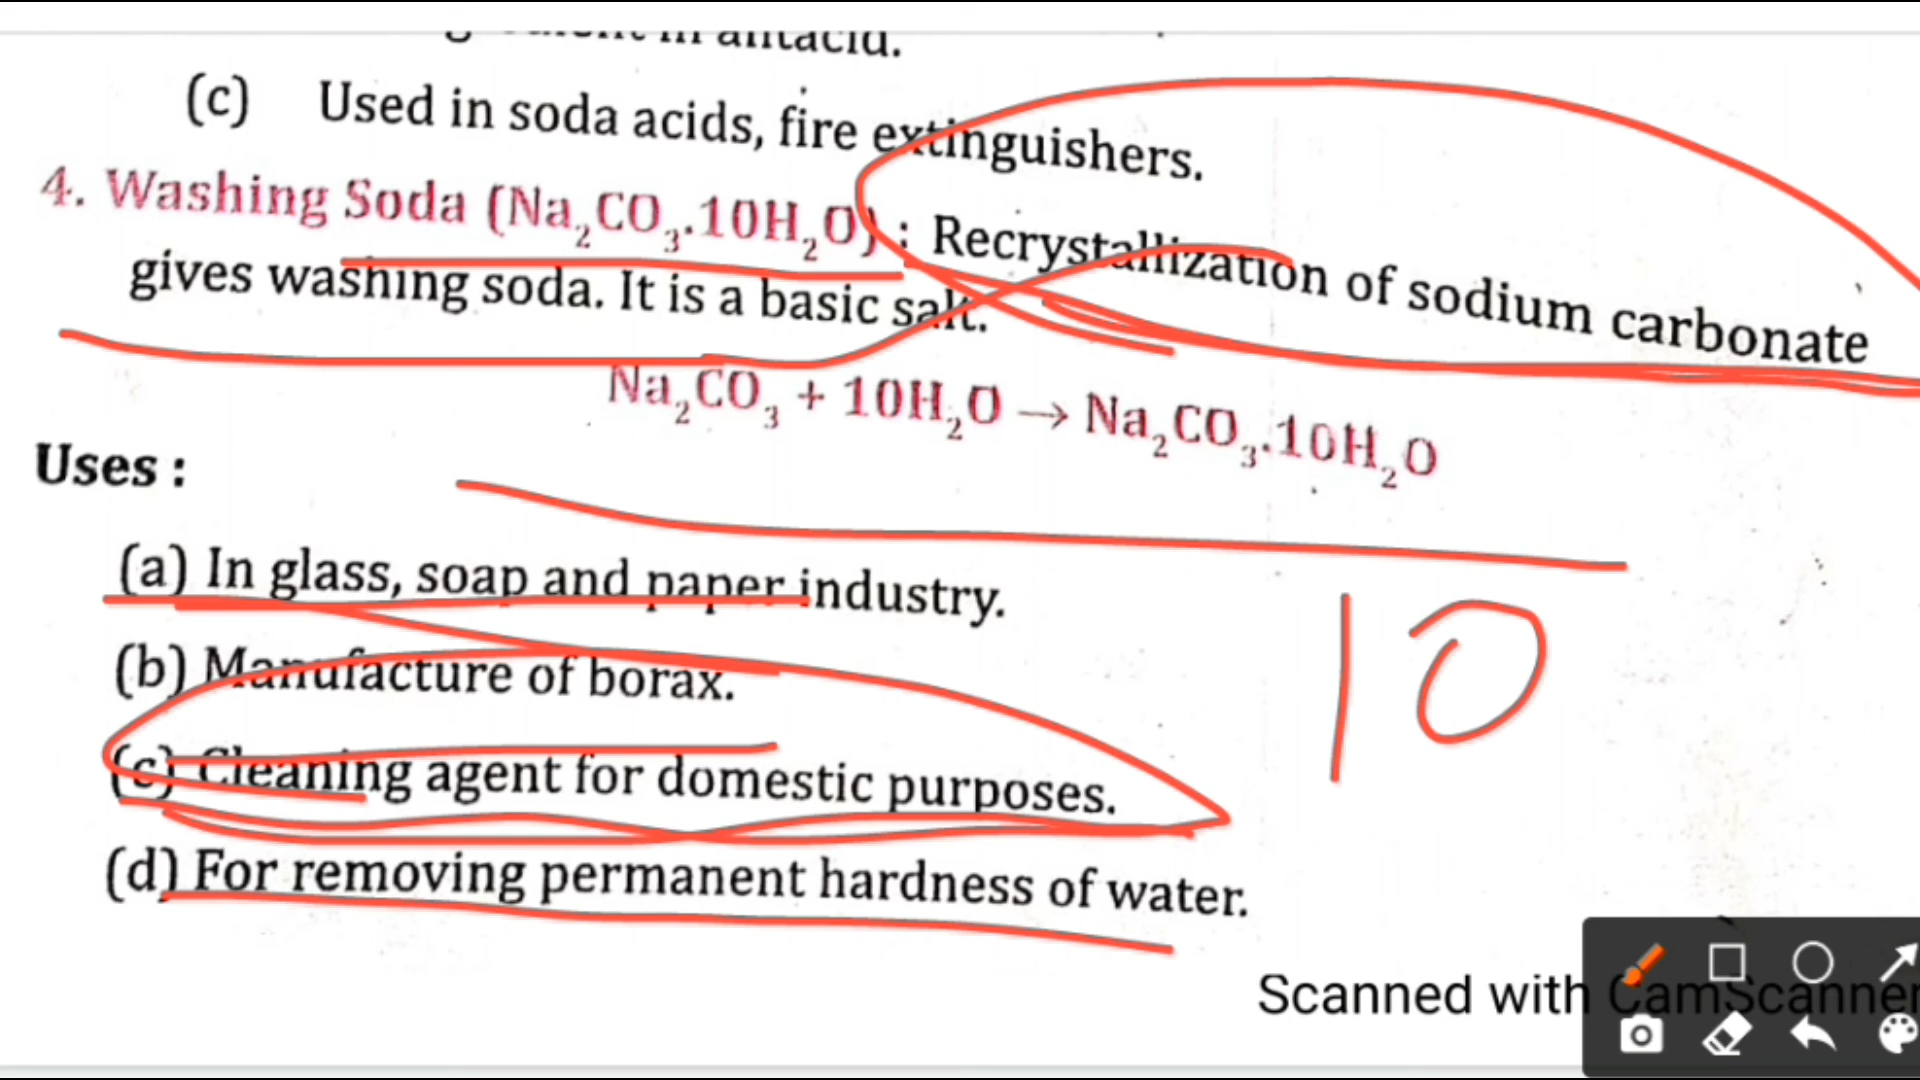 antacid.
(c) Used in soda acids, fire extinguishers.
4. Washing Soda (Na₂CO₃.10H₂O) : Recrystallization of sodium carbonate
gives washing soda. It is a basic salt.
Na₂CO₃ + 10H₂O → Na₂CO₃.10H₂O
Uses :
(a) In glass, soap and paper industry.
(b) Manufacture of borax.
(c) Cleaning agent for domestic purposes.
(d) For removing permanent hardness of water.
10
Scanned with CamScanner